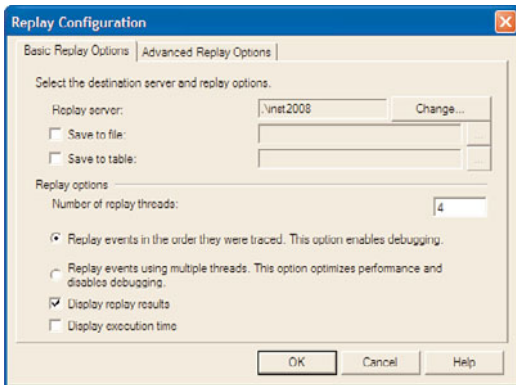 Replay Configuration
Basic Replay Options Advanced Replay Options
Select the destination server and replay options.
Replay server: .\inst2008 Change...
Save to file: ...
Save to table: ...
Replay options
Number of replay threads: 4
Replay events in the order they were traced. This option enables debugging.
Replay events using multiple threads. This option optimizes performance and
disables debugging.
Display replay results
Display execution time
OK Cancel Help